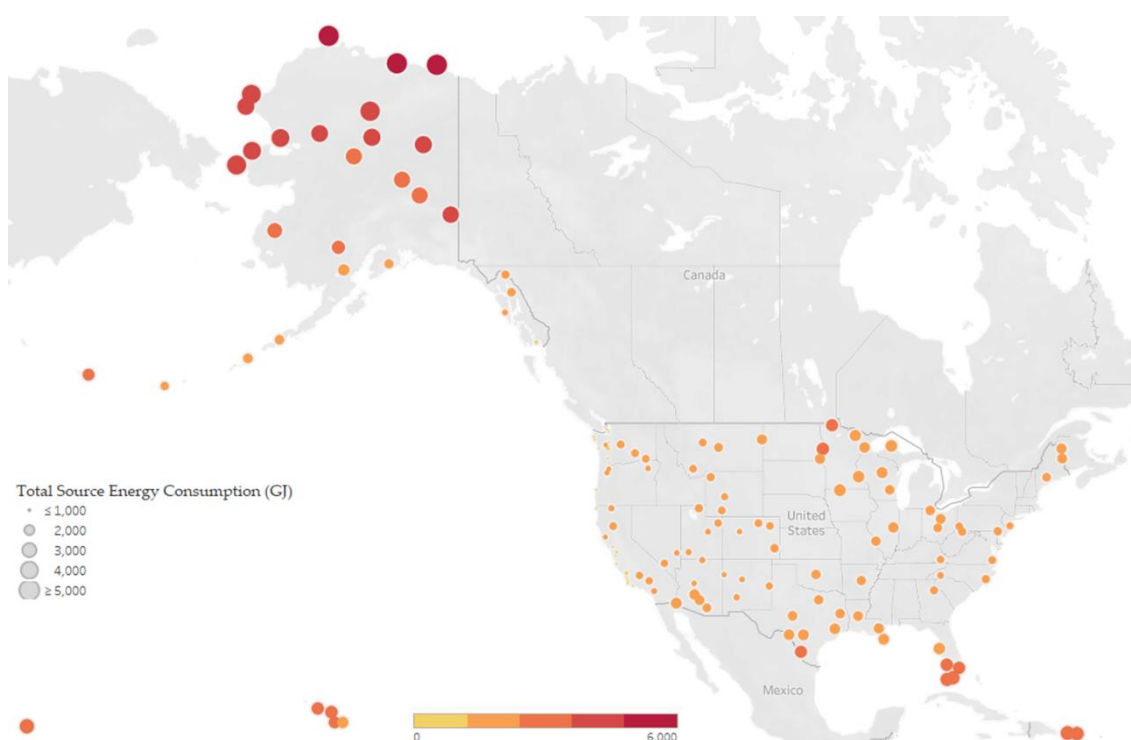 Canada
Total Source Energy Consumption (GJ)
≤ 1,000
2,000
3,000
4,000
≥ 5,000
United
States
Mexico
0
6,000